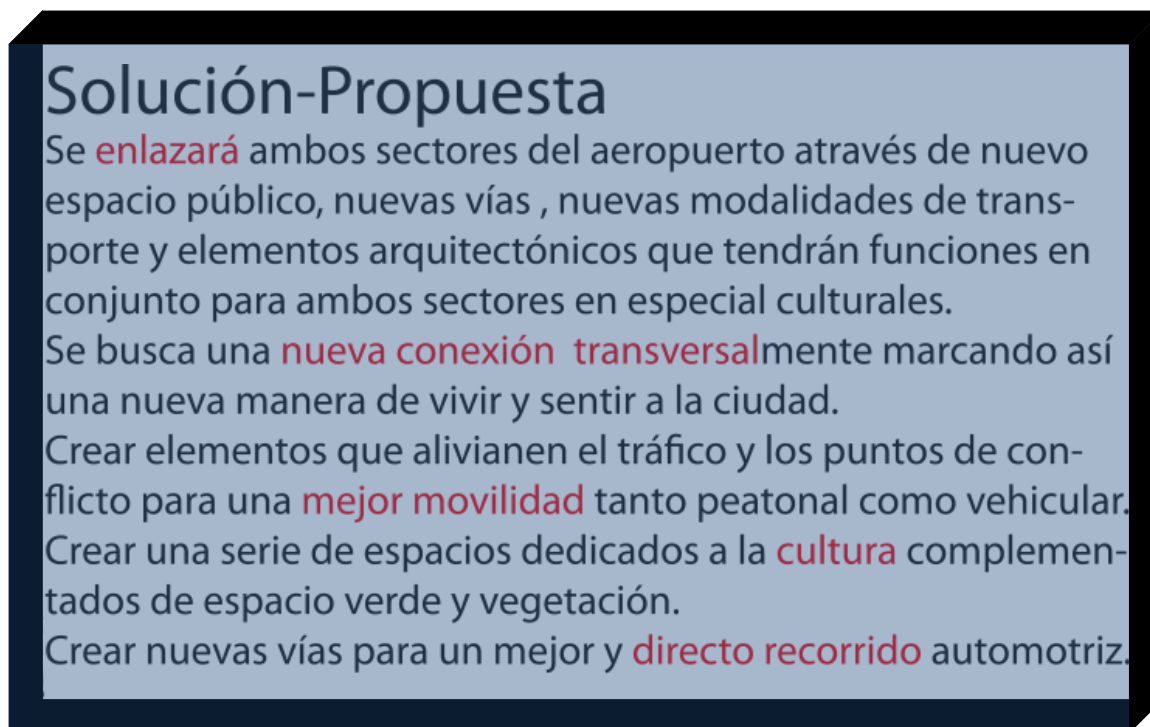 Solución-Propuesta
Se enlazará ambos sectores del aeropuerto através de nuevo
espacio público, nuevas vías , nuevas modalidades de trans-
porte y elementos arquitectónicos que tendrán funciones en
conjunto para ambos sectores en especial culturales.
Se busca una nueva conexión  transversalmente marcando así
una nueva manera de vivir y sentir a la ciudad.
Crear elementos que alivianen el tráfico y los puntos de con-
flicto para una mejor movilidad tanto peatonal como vehicular.
Crear una serie de espacios dedicados a la cultura complemen-
tados de espacio verde y vegetación.
Crear nuevas vías para un mejor y directo recorrido automotriz.